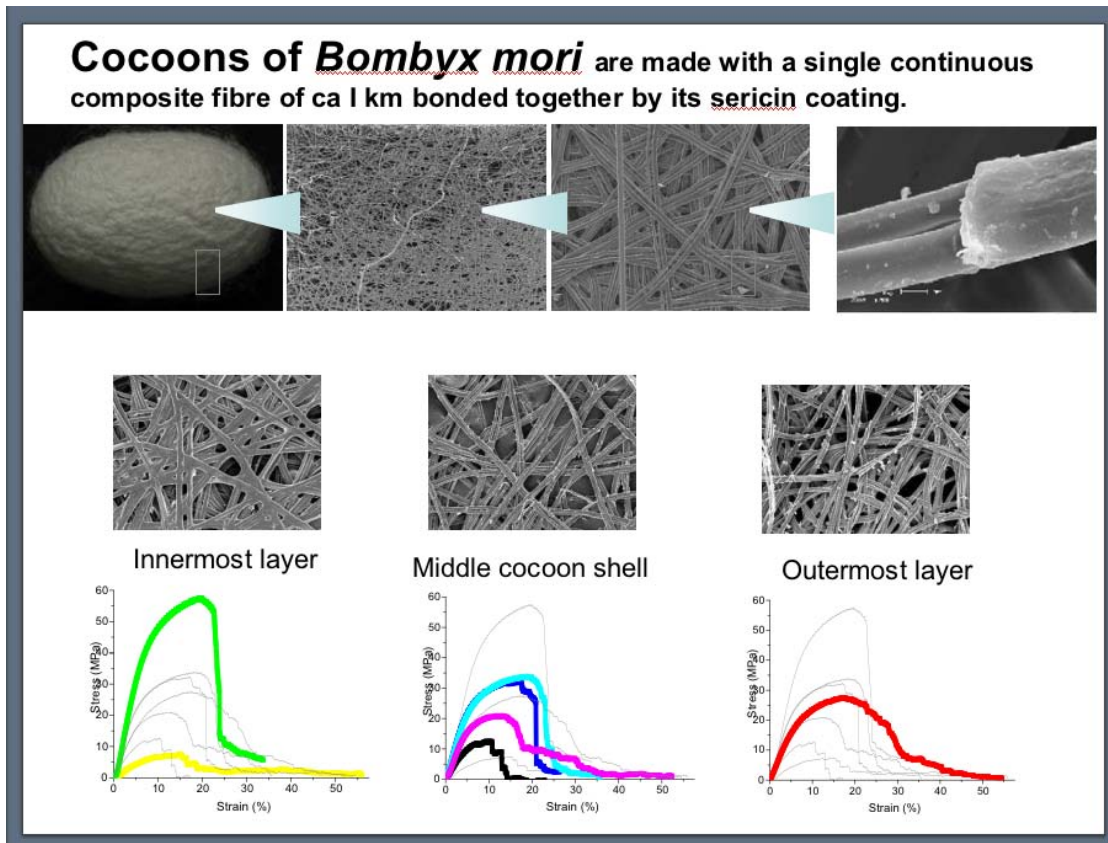 Cocoons of Bombyx mori are made with a single continuous
composite fibre of ca I km bonded together by its sericin coating.
Innermost layer
Middle cocoon shell
Outermost layer
60
50
40
30
20
10
0
Stress (MPa)
0 10 20 30 40 50
Strain (%)
60
50
40
30
20
10
0
Stress (MPa)
0 10 20 30 40 50
Strain (%)
60
50
40
30
20
10
0
Stress (MPa)
0 10 20 30 40 50
Strain (%)